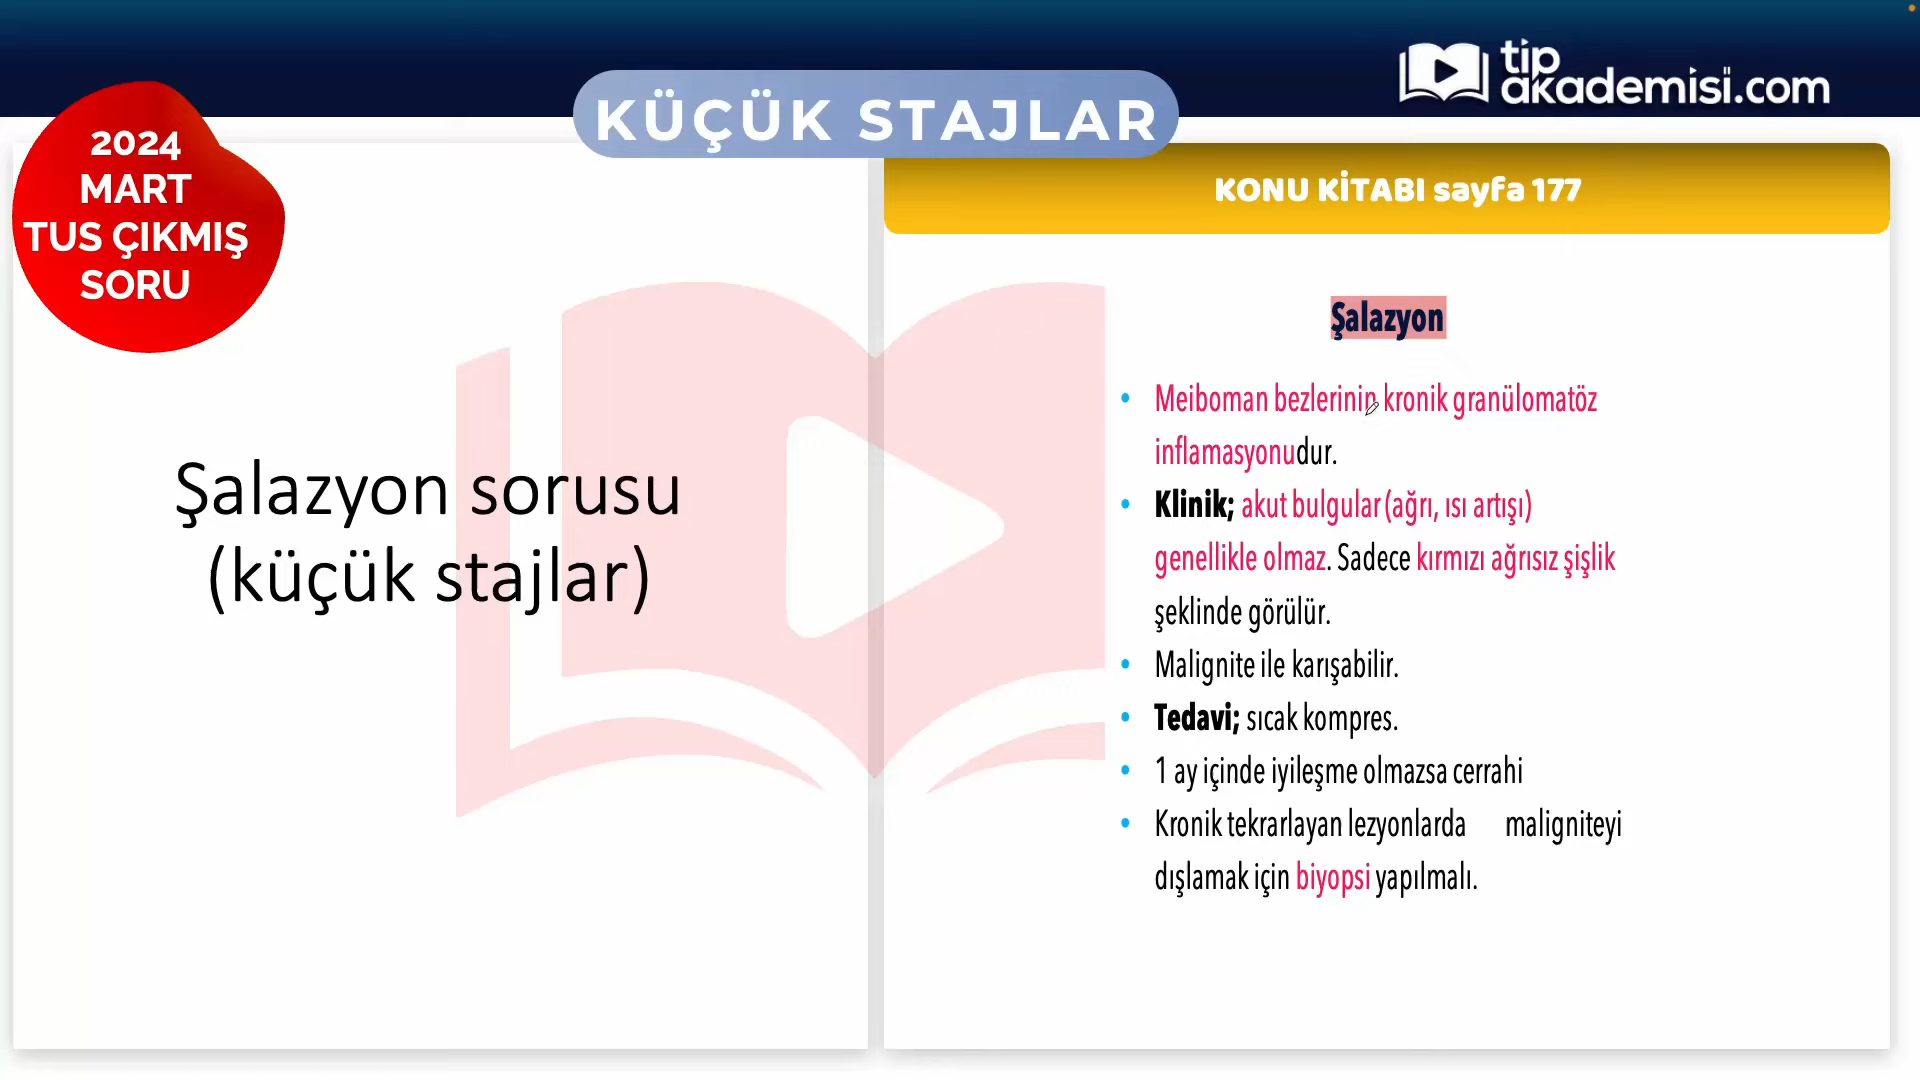 KÜÇÜK STAJLAR
tip
akademisi.com
2024
MART
TUS ÇIKMIŞ
SORU
Şalazyon sorusu
(küçük stajlar)
KONU KİTABI sayfa 177
Şalazyon
• Meiboman bezlerinin kronik granülomatöz
inflamasyonudur.
• Klinik; akut bulgular (ağrı, ısı artışı)
genellikle olmaz. Sadece kırmızı ağrısız şişlik
şeklinde görülür.
• Malignite ile karışabilir.
• Tedavi; sıcak kompres.
• 1 ay içinde iyileşme olmazsa cerrahi
• Kronik tekrarlayan lezyonlarda maligniteyi
dışlamak için biyopsi yapılmalı.